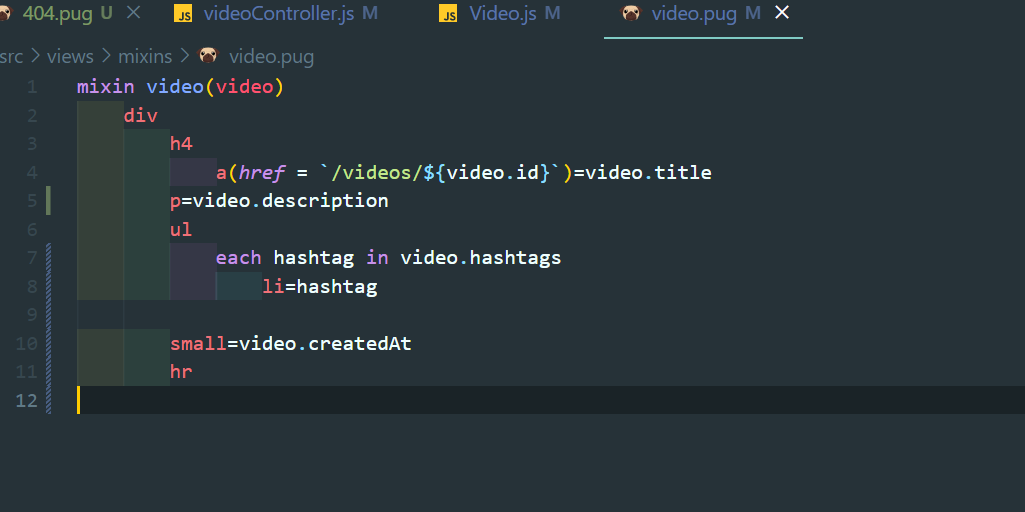 404.pug U JS videoController.js M JS Video.js M video.pug M
src > views > mixins > video.pug
1 mixin video(video)
2 div
3 h4
4 a(href = `/videos/${video.id}`)=video.title
5 p=video.description
6 ul
7 each hashtag in video.hashtags
8 li=hashtag
9
10 small=video.createdAt
11 hr
12